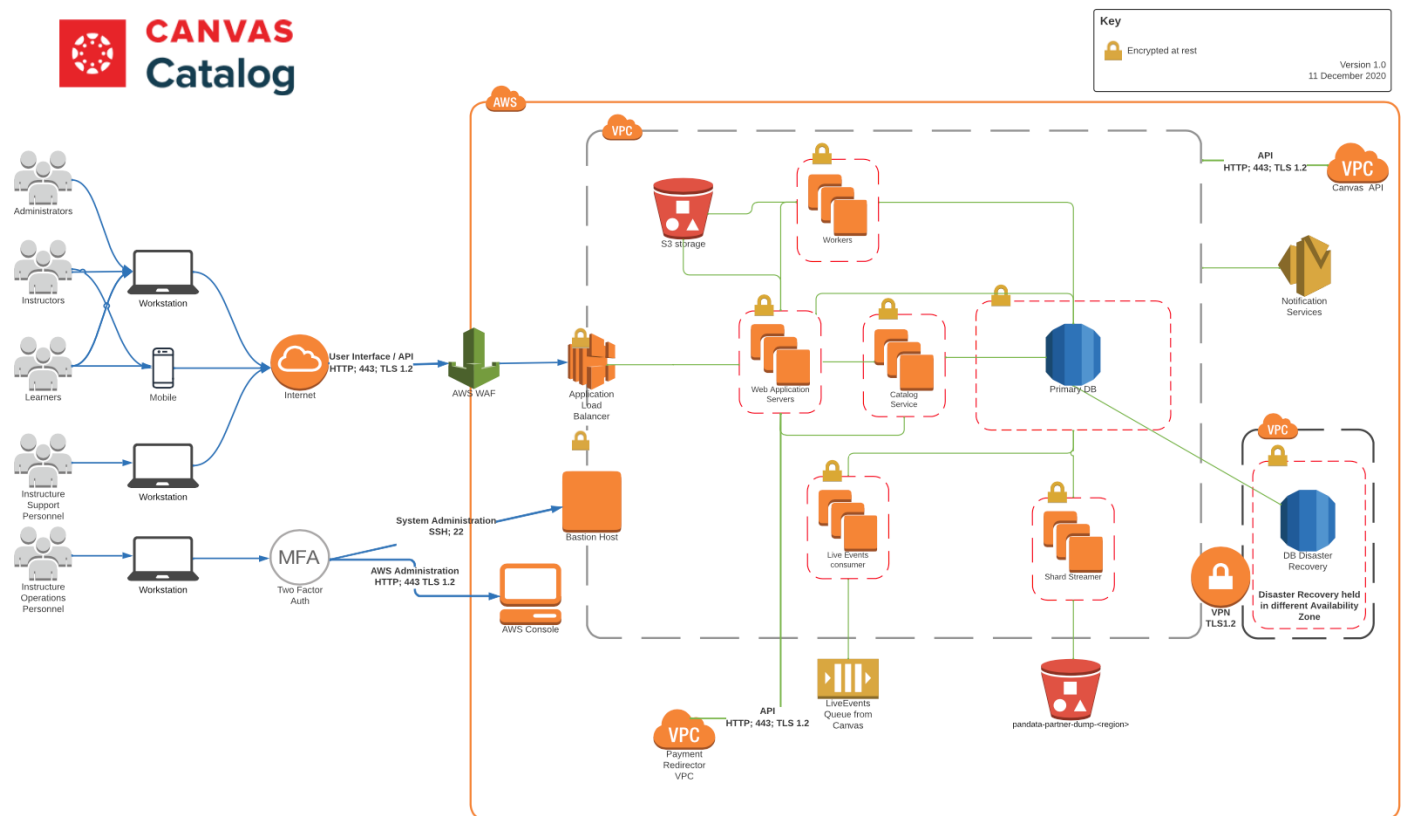 CANVAS
Catalog
Key
Encrypted at rest
Version 1.0
11 December 2020
AWS
VPC
API
HTTP; 443; TLS 1.2
VPC
Canvas API
Administrators
Workers
S3 storage
Instructors
Workstation
Notification
Services
User Interface / API
HTTP; 443; TLS 1.2
Learners
Mobile
Internet
AWS WAF
Application
Load
Balancer
Web Application
Servers
Catalog
Service
Primary DB
VPC
Instructure
Support
Personnel
Workstation
System Administration
SSH; 22
Bastion Host
Live Events
consumer
Shard Streamer
DB Disaster
Recovery
Disaster Recovery held
in different Availability
Zone
VPN
TLS1.2
Instructure
Operations
Personnel
Workstation
MFA
Two Factor
Auth
AWS Administration
HTTP; 443 TLS 1.2
AWS Console
LiveEvents
Queue from
Canvas
pandata-partner-dump-<region>
API
HTTP; 443; TLS 1.2
VPC
Payment
Redirector
VPC